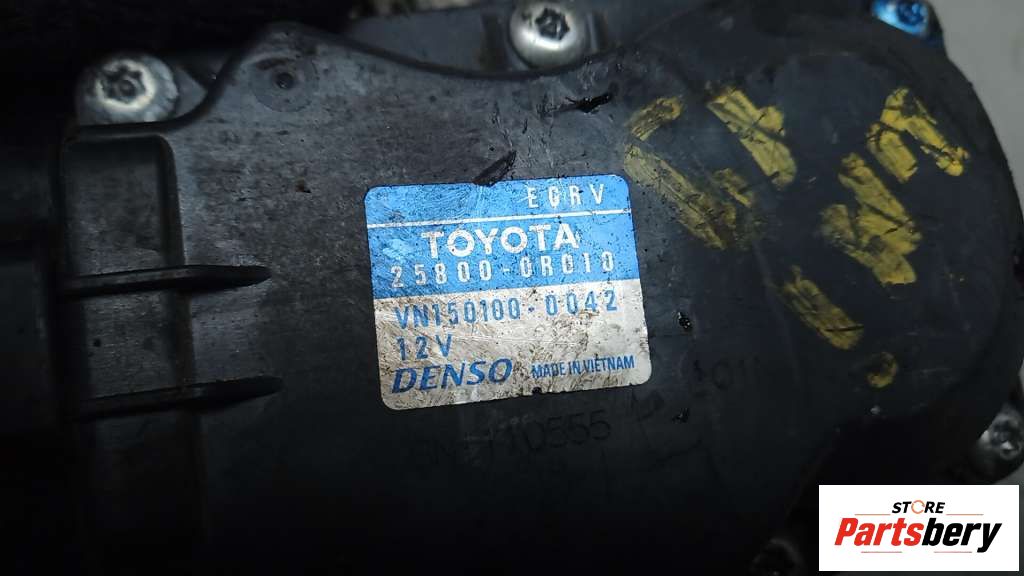 EGRV
TOYOTA
25800-0R010
VN150100-0042
12V
DENSO MADE IN VIETNAM
STORE
Partsbery